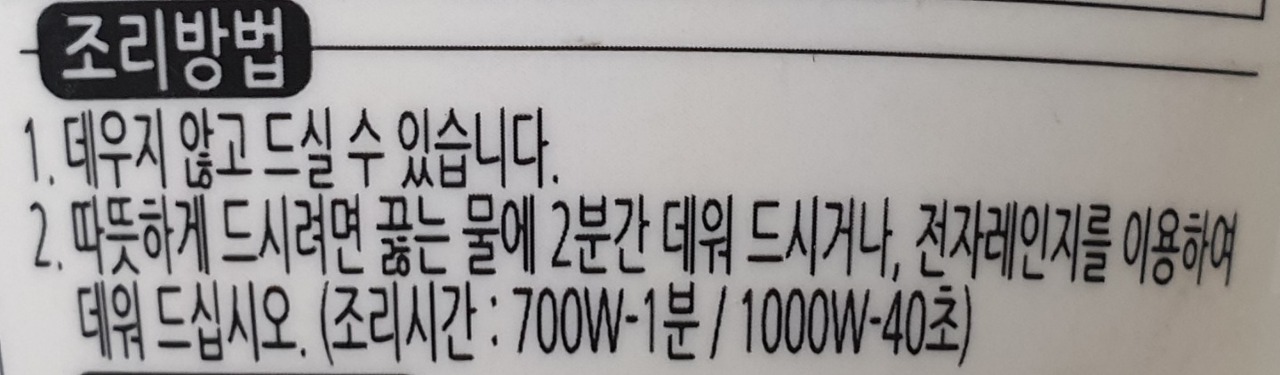 조리방법
1. 데우지 않고 드실 수 있습니다.
2. 따뜻하게 드시려면 끓는 물에 2분간 데워 드시거나, 전자레인지를 이용하여
데워 드십시오. (조리시간 : 700W-1분 / 1000W-40초)